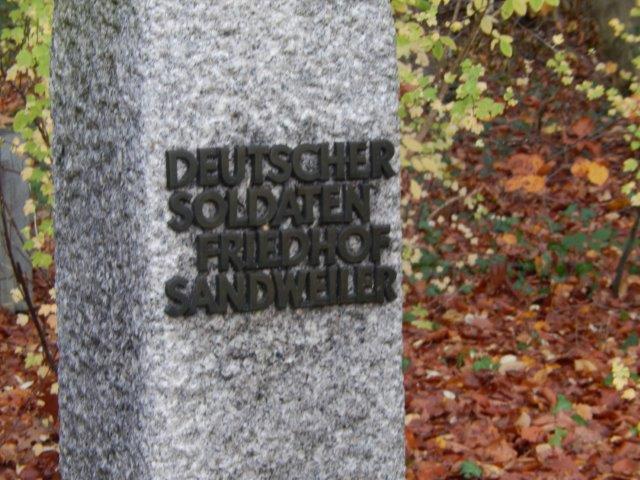 DEUTSCHER
SOLDATEN
FRIEDHOF
SANDWEILER